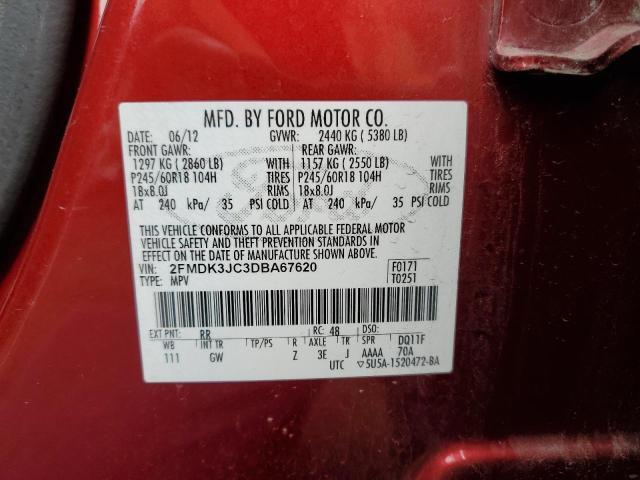 MFD. BY FORD MOTOR CO.
DATE: 06/12 GVWR: 2440 KG ( 5380 LB)
FRONT GAWR: REAR GAWR:
1297 KG ( 2860 LB) WITH 1157 KG ( 2550 LB) WITH
P245/60R18 104H TIRES P245/60R18 104H TIRES
18x8.0J RIMS 18x8.0J RIMS
AT 240 kPa/ 35 PSI COLD AT 240 kPa/ 35 PSI COLD
Ford
THIS VEHICLE CONFORMS TO ALL APPLICABLE FEDERAL MOTOR
VEHICLE SAFETY AND THEFT PREVENTION STANDARDS IN
EFFECT ON THE DATE OF MANUFACTURE SHOWN ABOVE.
VIN: 2FMDK3JC3DBA67620 F0171
TYPE: MPV T0251
EXT PNT: RR RC: 48 DSO:
WB INT TR TP/PS R AXLE TR SPR DQ11F
111 GW Z 3E J AAAA 70A
UTC ▽5U5A-1520472-BA